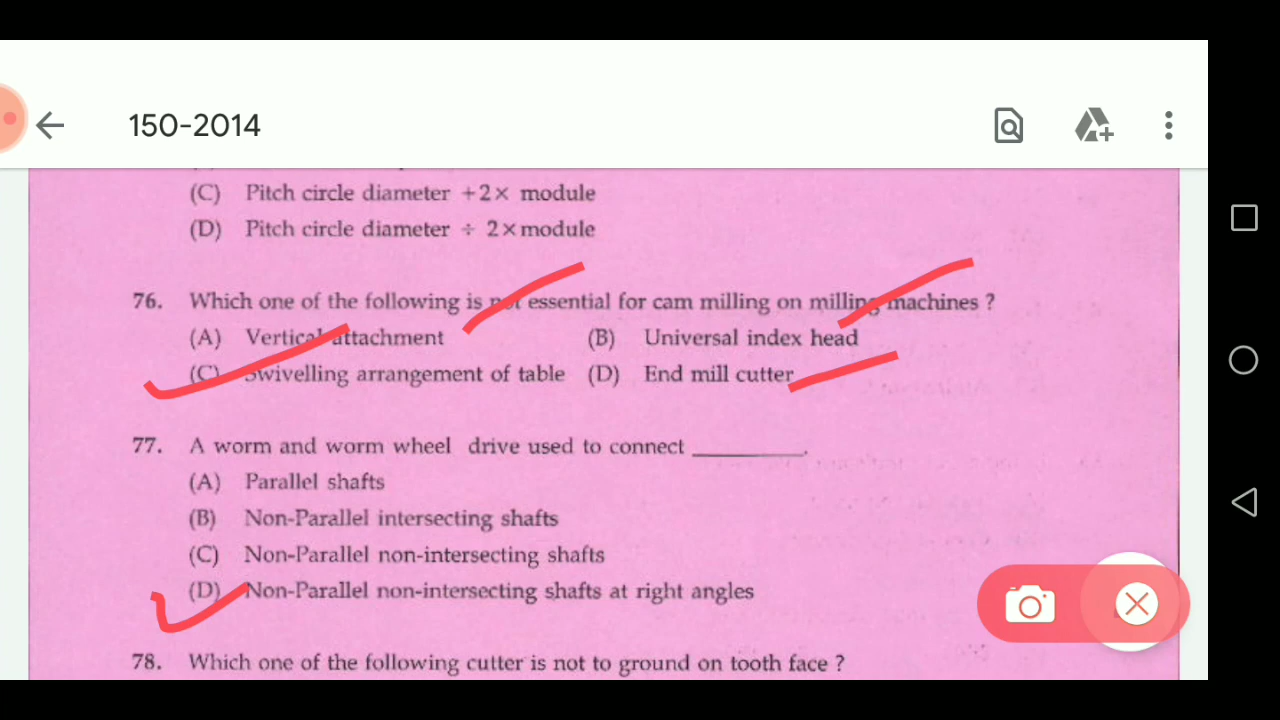 150-2014
(C) Pitch circle diameter +2× module
(D) Pitch circle diameter ÷ 2×module
76. Which one of the following is not essential for cam milling on milling machines ?
(A) Vertical attachment (B) Universal index head
(C) Swivelling arrangement of table (D) End mill cutter
77. A worm and worm wheel drive used to connect __________.
(A) Parallel shafts
(B) Non-Parallel intersecting shafts
(C) Non-Parallel non-intersecting shafts
(D) Non-Parallel non-intersecting shafts at right angles
78. Which one of the following cutter is not to ground on tooth face ?